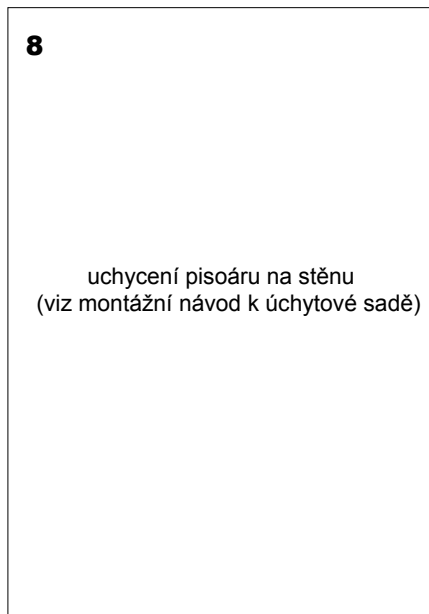 8
uchycení pisoáru na stěnu
(viz montážní návod k úchytové sadě)